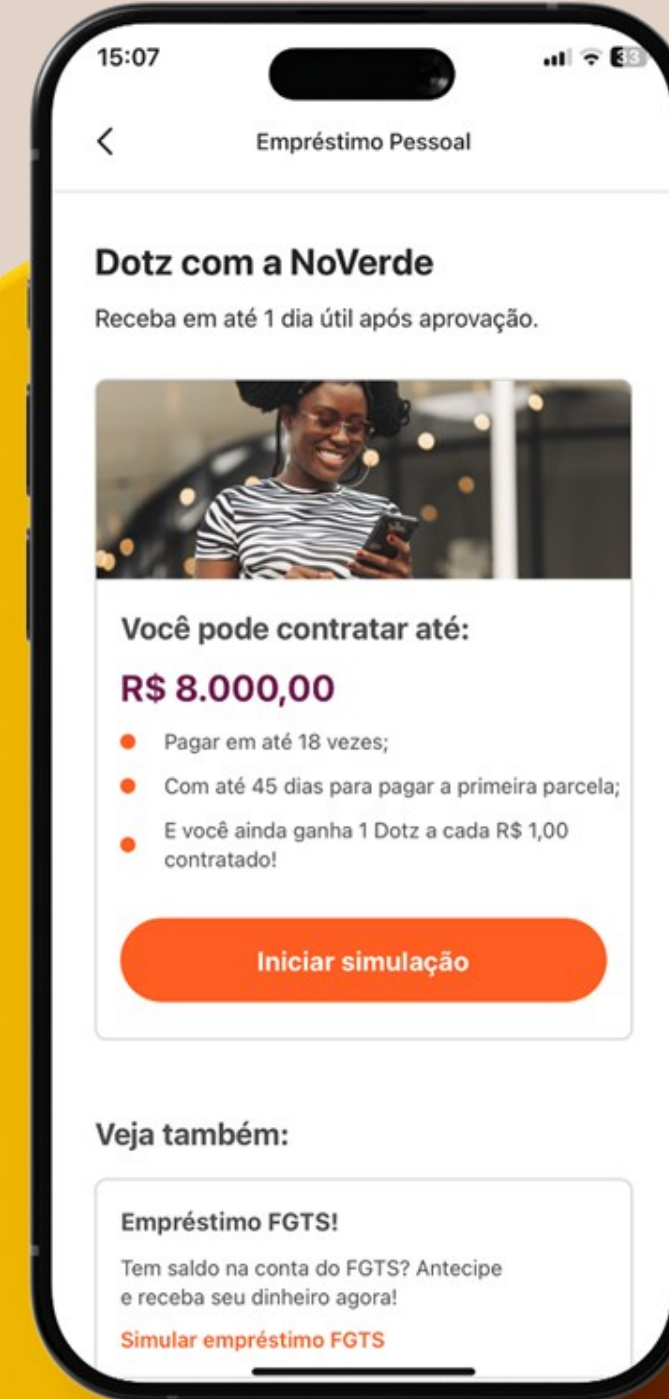 15:07
33
Empréstimo Pessoal
Dotz com a NoVerde
Receba em até 1 dia útil após aprovação.
Você pode contratar até:
R$ 8.000,00
Pagar em até 18 vezes;
Com até 45 dias para pagar a primeira parcela;
E você ainda ganha 1 Dotz a cada R$ 1,00
contratado!
Iniciar simulação
Veja também:
Empréstimo FGTS!
Tem saldo na conta do FGTS? Antecipe
e receba seu dinheiro agora!
Simular empréstimo FGTS